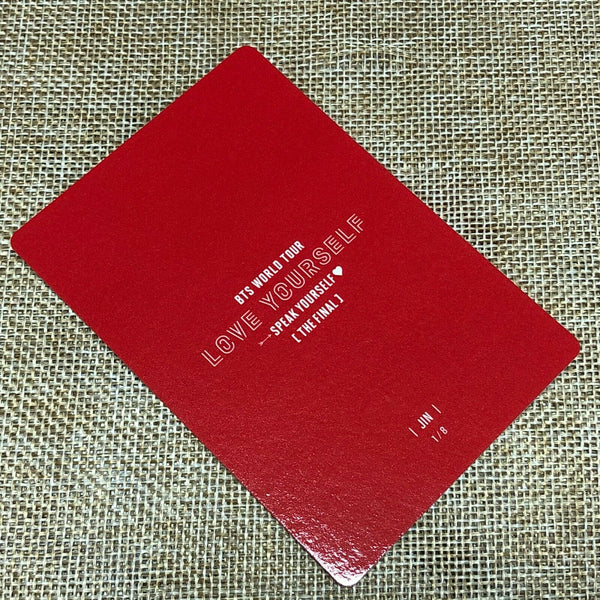 BTS WORLD TOUR
LOVE YOURSELF
SPEAK YOURSELF♥
[ THE FINAL ]
| JIN |
1/8